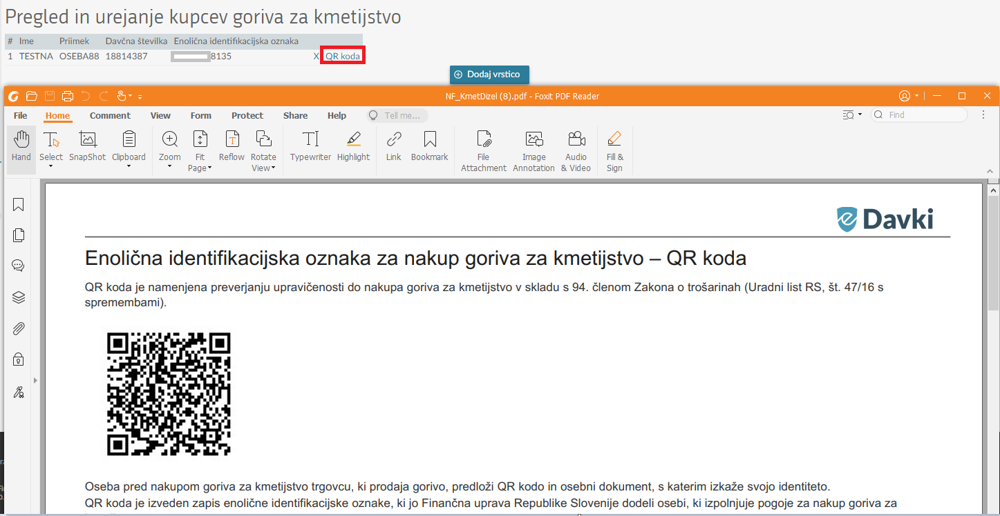 Pregled in urejanje kupcev goriva za kmetijstvo
# Ime Priimek Davčna številka Enolična identifikacijska oznaka
1 TESTNA OSEBA88 18814387 8135 X QR koda
Dodaj vrstico
NF_KmetDizel (8).pdf - Foxit PDF Reader
File Home Comment View Form Protect Share Help Tell me... Find
Hand Select SnapShot Clipboard Zoom Fit Page Reflow Rotate View Typewriter Highlight Link Bookmark File Attachment Image Annotation Audio & Video Fill & Sign
eDavki
Enolična identifikacijska oznaka za nakup goriva za kmetijstvo – QR koda
QR koda je namenjena preverjanju upravičenosti do nakupa goriva za kmetijstvo v skladu s 94. členom Zakona o trošarinah (Uradni list RS, št. 47/16 s
spremembami).
Oseba pred nakupom goriva za kmetijstvo trgovcu, ki prodaja gorivo, predloži QR kodo in osebni dokument, s katerim izkaže svojo identiteto.
QR koda je izveden zapis enolične identifikacijske oznake, ki jo Finančna uprava Republike Slovenije dodeli osebi, ki izpolnjuje pogoje za nakup goriva za